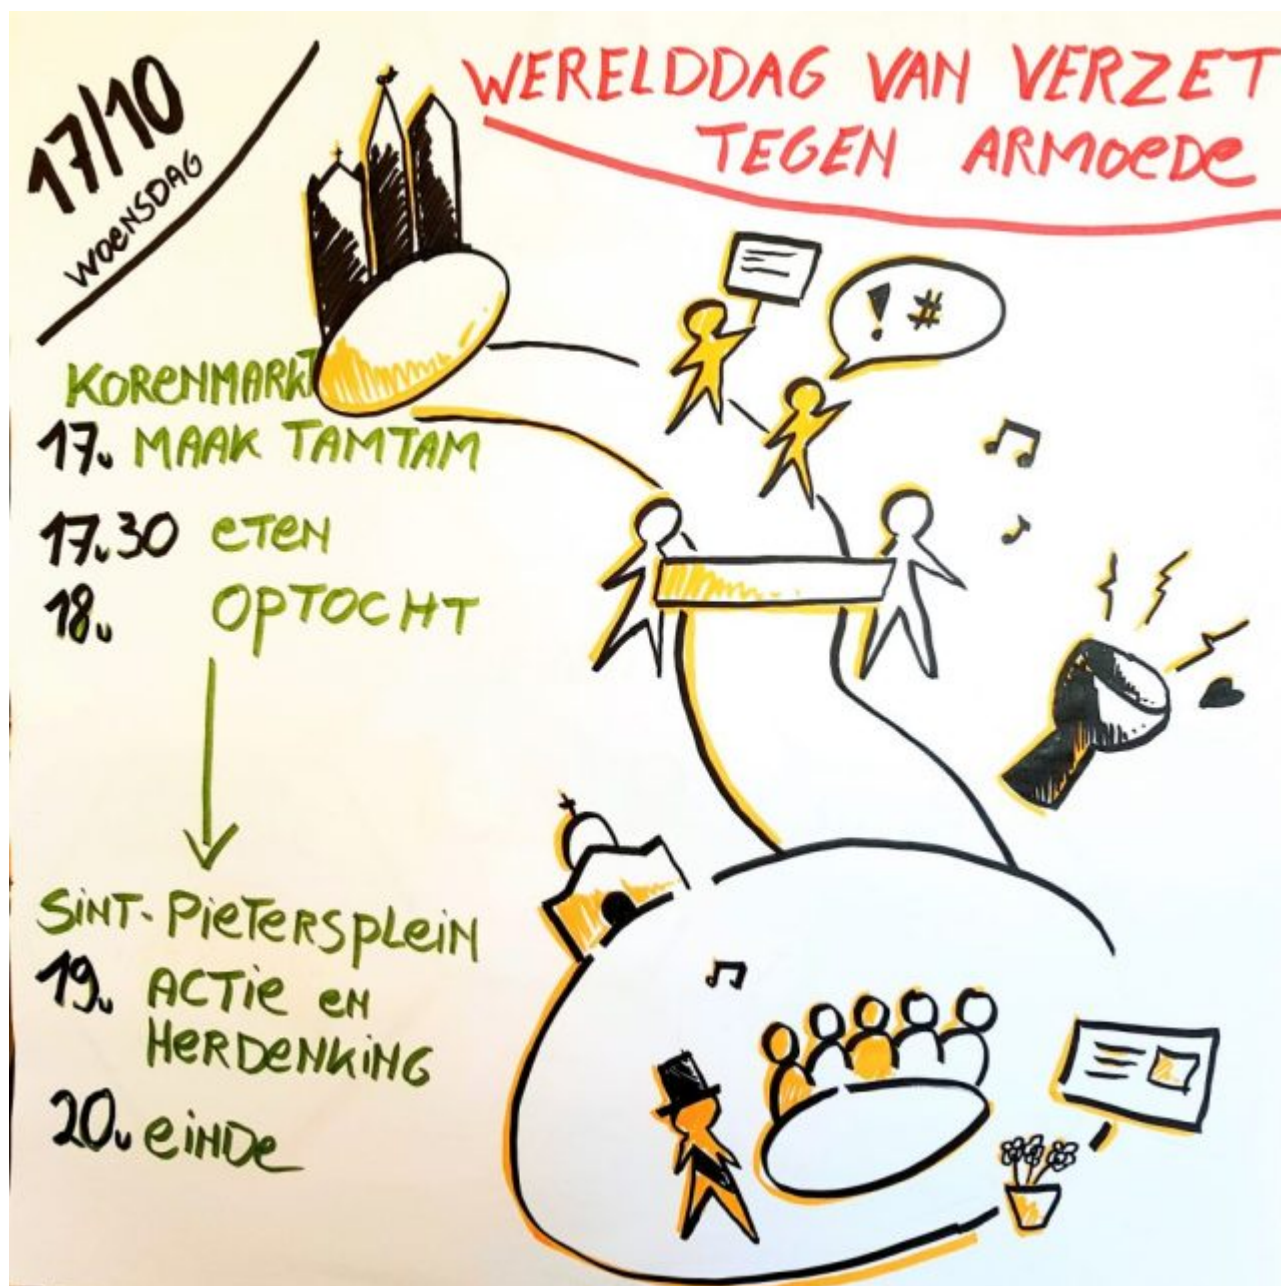 17/10
WOENSDAG
WERELDDAG VAN VERZET
TEGEN ARMOEDE
! #
KORENMARKT
17u MAAK TAMTAM
17u30 eTEN
18u OPTOCHT
SiNT-PieTERSPLEiN
19u ACTie eN
HERDENKiNG
20u eiNDe